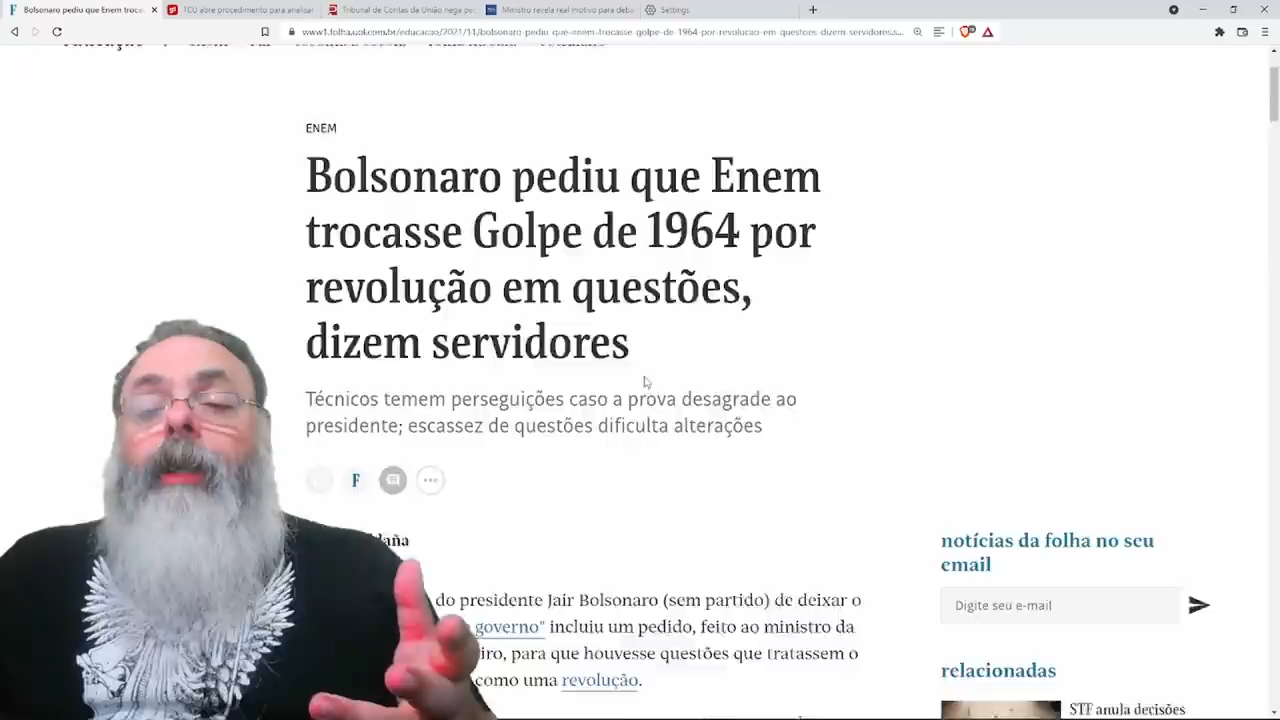 Bolsonaro pediu que Enem troca
TCU abre procedimento para analisar
Tribunal de Contas da União nega pe
Ministro revela real motivo para deba
Settings
www1.folha.uol.com.br/educacao/2021/11/bolsonaro-pediu-que-enem-trocasse-golpe-de-1964-por-revolucao-em-questoes-dizem-servidores.s...
ENEM
Bolsonaro pediu que Enem
trocasse Golpe de 1964 por
revolução em questões,
dizem servidores
Técnicos temem perseguições caso a prova desagrade ao
presidente; escassez de questões dificulta alterações
F
aña
do presidente Jair Bolsonaro (sem partido) de deixar o
governo" incluiu um pedido, feito ao ministro da
iro, para que houvesse questões que tratassem o
como uma revolução.
notícias da folha no seu
email
Digite seu e-mail
relacionadas
STF anula decisões